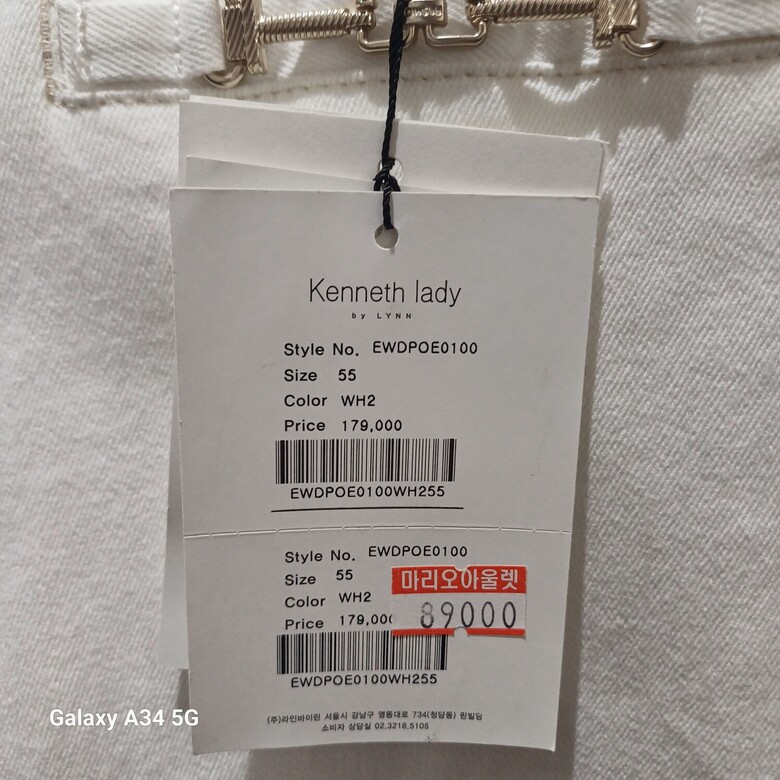 Kenneth lady
by LYNN
Style No. EWDPOE0100
Size 55
Color WH2
Price 179,000
EWDPOE0100WH255
Style No. EWDPOE0100
Size 55
Color WH2
Price 179,000
마리오아울렛
89000
EWDPOE0100WH255
(주)라인바이린 서울시 강남구 영동대로 734(청담동) 린빌딩
소비자 상담실 02.3218.5105
Galaxy A34 5G